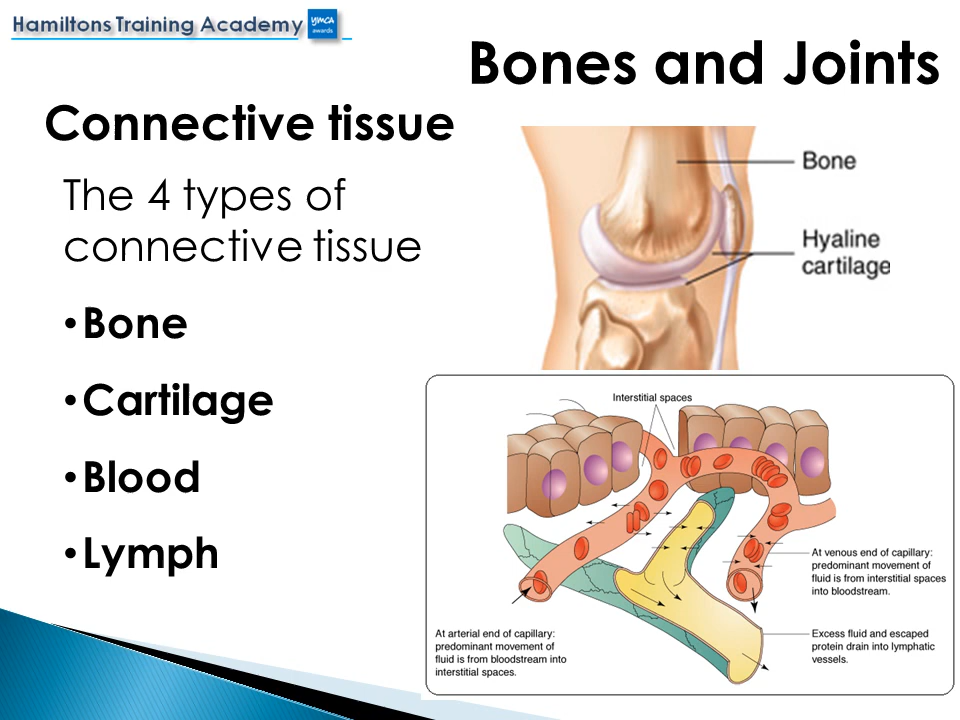 Hamiltons Training Academy
ymca
awards
Bones and Joints
Connective tissue
The 4 types of
connective tissue
•Bone
•Cartilage
•Blood
•Lymph
Bone
Hyaline
cartilage
Interstitial spaces
At venous end of capillary:
predominant movement of
fluid is from interstitial spaces
into bloodstream.
At arterial end of capillary:
predominant movement of
fluid is from bloodstream into
interstitial spaces.
Excess fluid and escaped
protein drain into lymphatic
vessels.